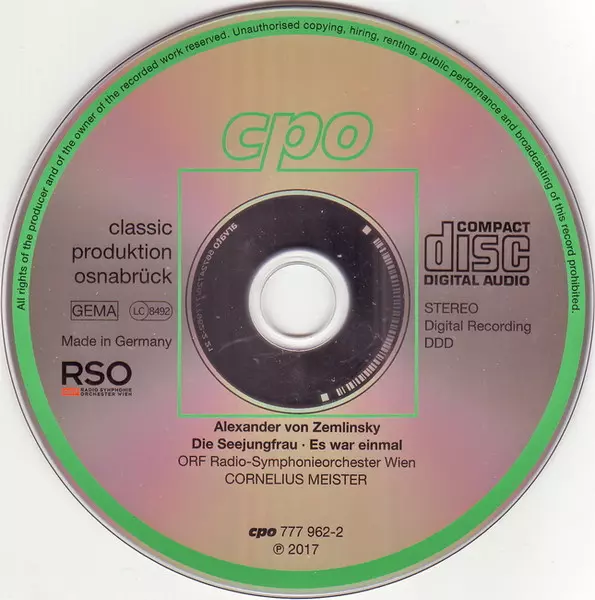 All rights of the producer and of the owner of the recorded work reserved. Unauthorised copying, hiring, renting, public performance and broadcasting of this record prohibited.
cpo
classic
produktion
osnabrück
GEMA LC 8492
Made in Germany
RSO
RADIO SYMPHONIE
ORCHESTER WIEN
COMPACT
disc
DIGITAL AUDIO
STEREO
Digital Recording
DDD
Alexander von Zemlinsky
Die Seejungfrau · Es war einmal
ORF Radio-Symphonieorchester Wien
CORNELIUS MEISTER
cpo 777 962-2
℗ 2017